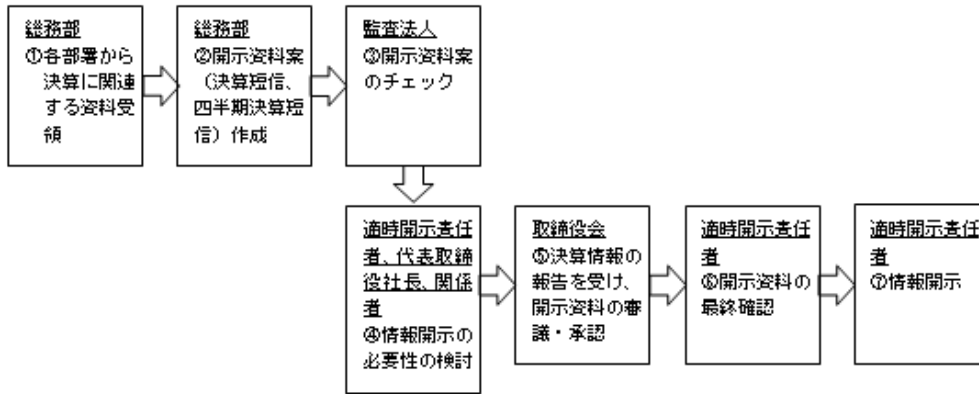 総務部
①各部署から
決算に関連
する資料受
領
総務部
②開示資料案
（決算短信、
四半期決算短
信）作成
監査法人
③開示資料案
のチェック
適時開示責任
者、代表取締
役社長、関係
者
④情報開示の
必要性の検討
取締役会
⑤決算情報の
報告を受け、
開示資料の審
議・承認
適時開示責任
者
⑥開示資料の
最終確認
適時開示責任
者
⑦情報開示